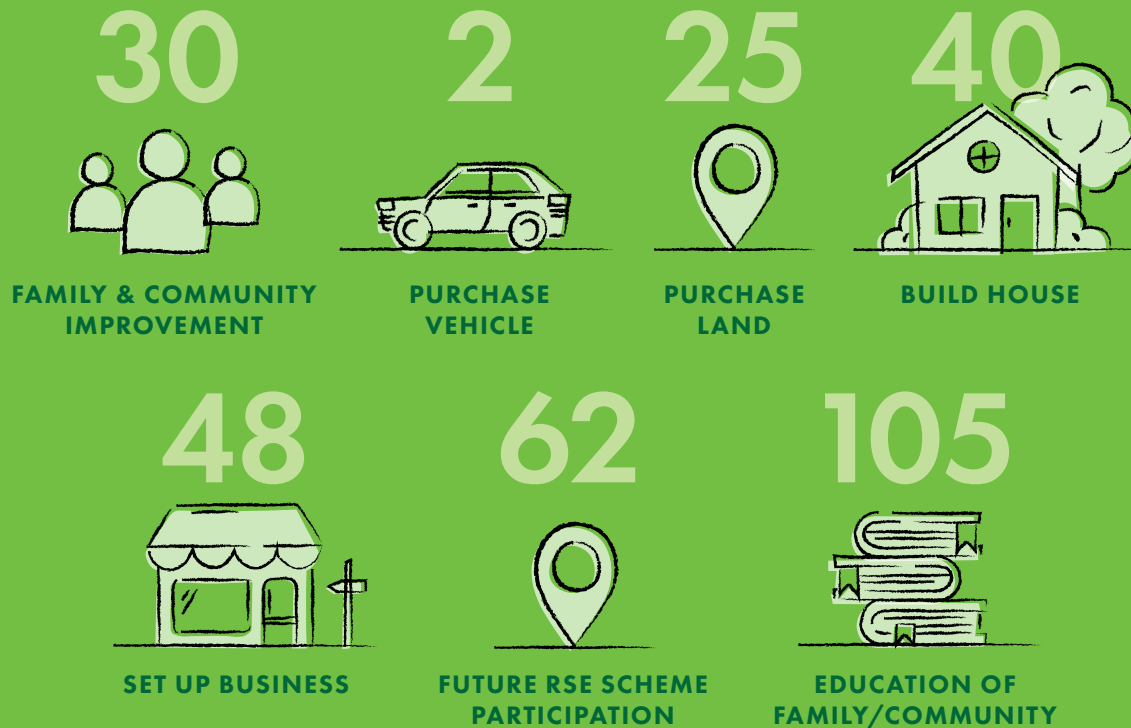 30
2
25
40
FAMILY & COMMUNITY
IMPROVEMENT
PURCHASE
VEHICLE
PURCHASE
LAND
BUILD HOUSE
48
62
105
SET UP BUSINESS
FUTURE RSE SCHEME
PARTICIPATION
EDUCATION OF
FAMILY/COMMUNITY